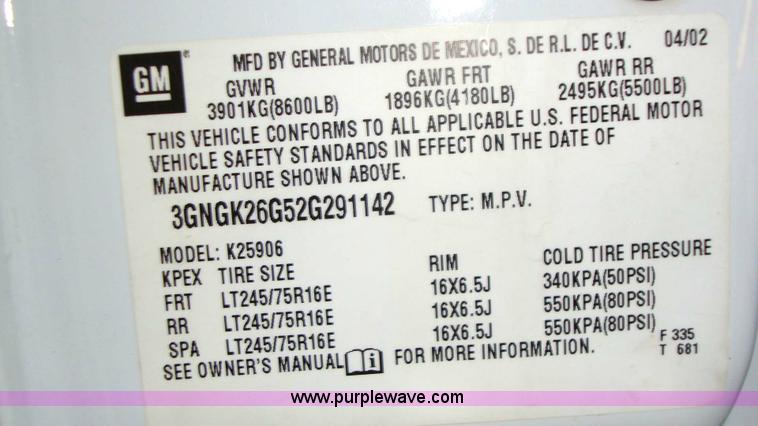 GM
MFD BY GENERAL MOTORS DE MEXICO, S. DE R.L. DE C.V. 04/02
GVWR GAWR FRT GAWR RR
3901KG(8600LB) 1896KG(4180LB) 2495KG(5500LB)
THIS VEHICLE CONFORMS TO ALL APPLICABLE U.S. FEDERAL MOTOR
VEHICLE SAFETY STANDARDS IN EFFECT ON THE DATE OF
MANUFACTURE SHOWN ABOVE.
3GNGK26G52G291142 TYPE: M.P.V.
MODEL: K25906
KPEX TIRE SIZE RIM COLD TIRE PRESSURE
FRT LT245/75R16E 16X6.5J 340KPA(50PSI)
RR LT245/75R16E 16X6.5J 550KPA(80PSI)
SPA LT245/75R16E 16X6.5J 550KPA(80PSI)
SEE OWNER'S MANUAL i FOR MORE INFORMATION.
F 335
T 681
www.purplewave.com